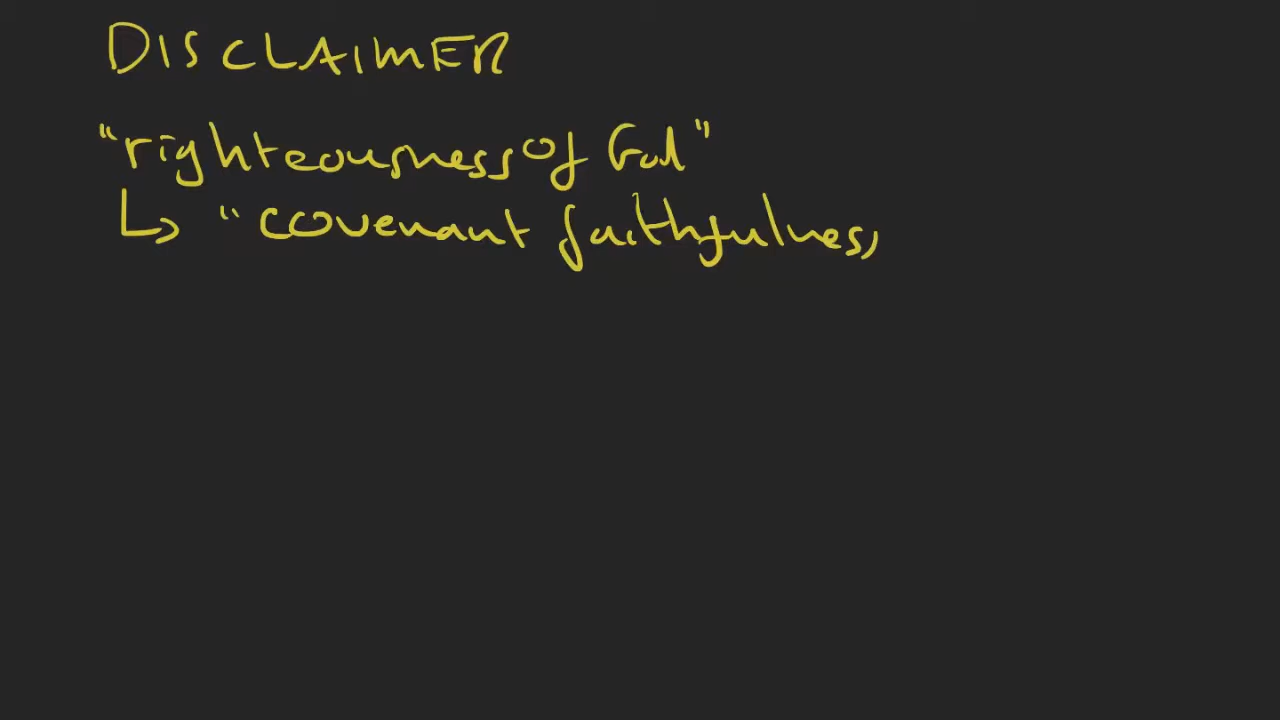 DISCLAIMER
"righteousness of God"
↳ "covenant faithfulness,